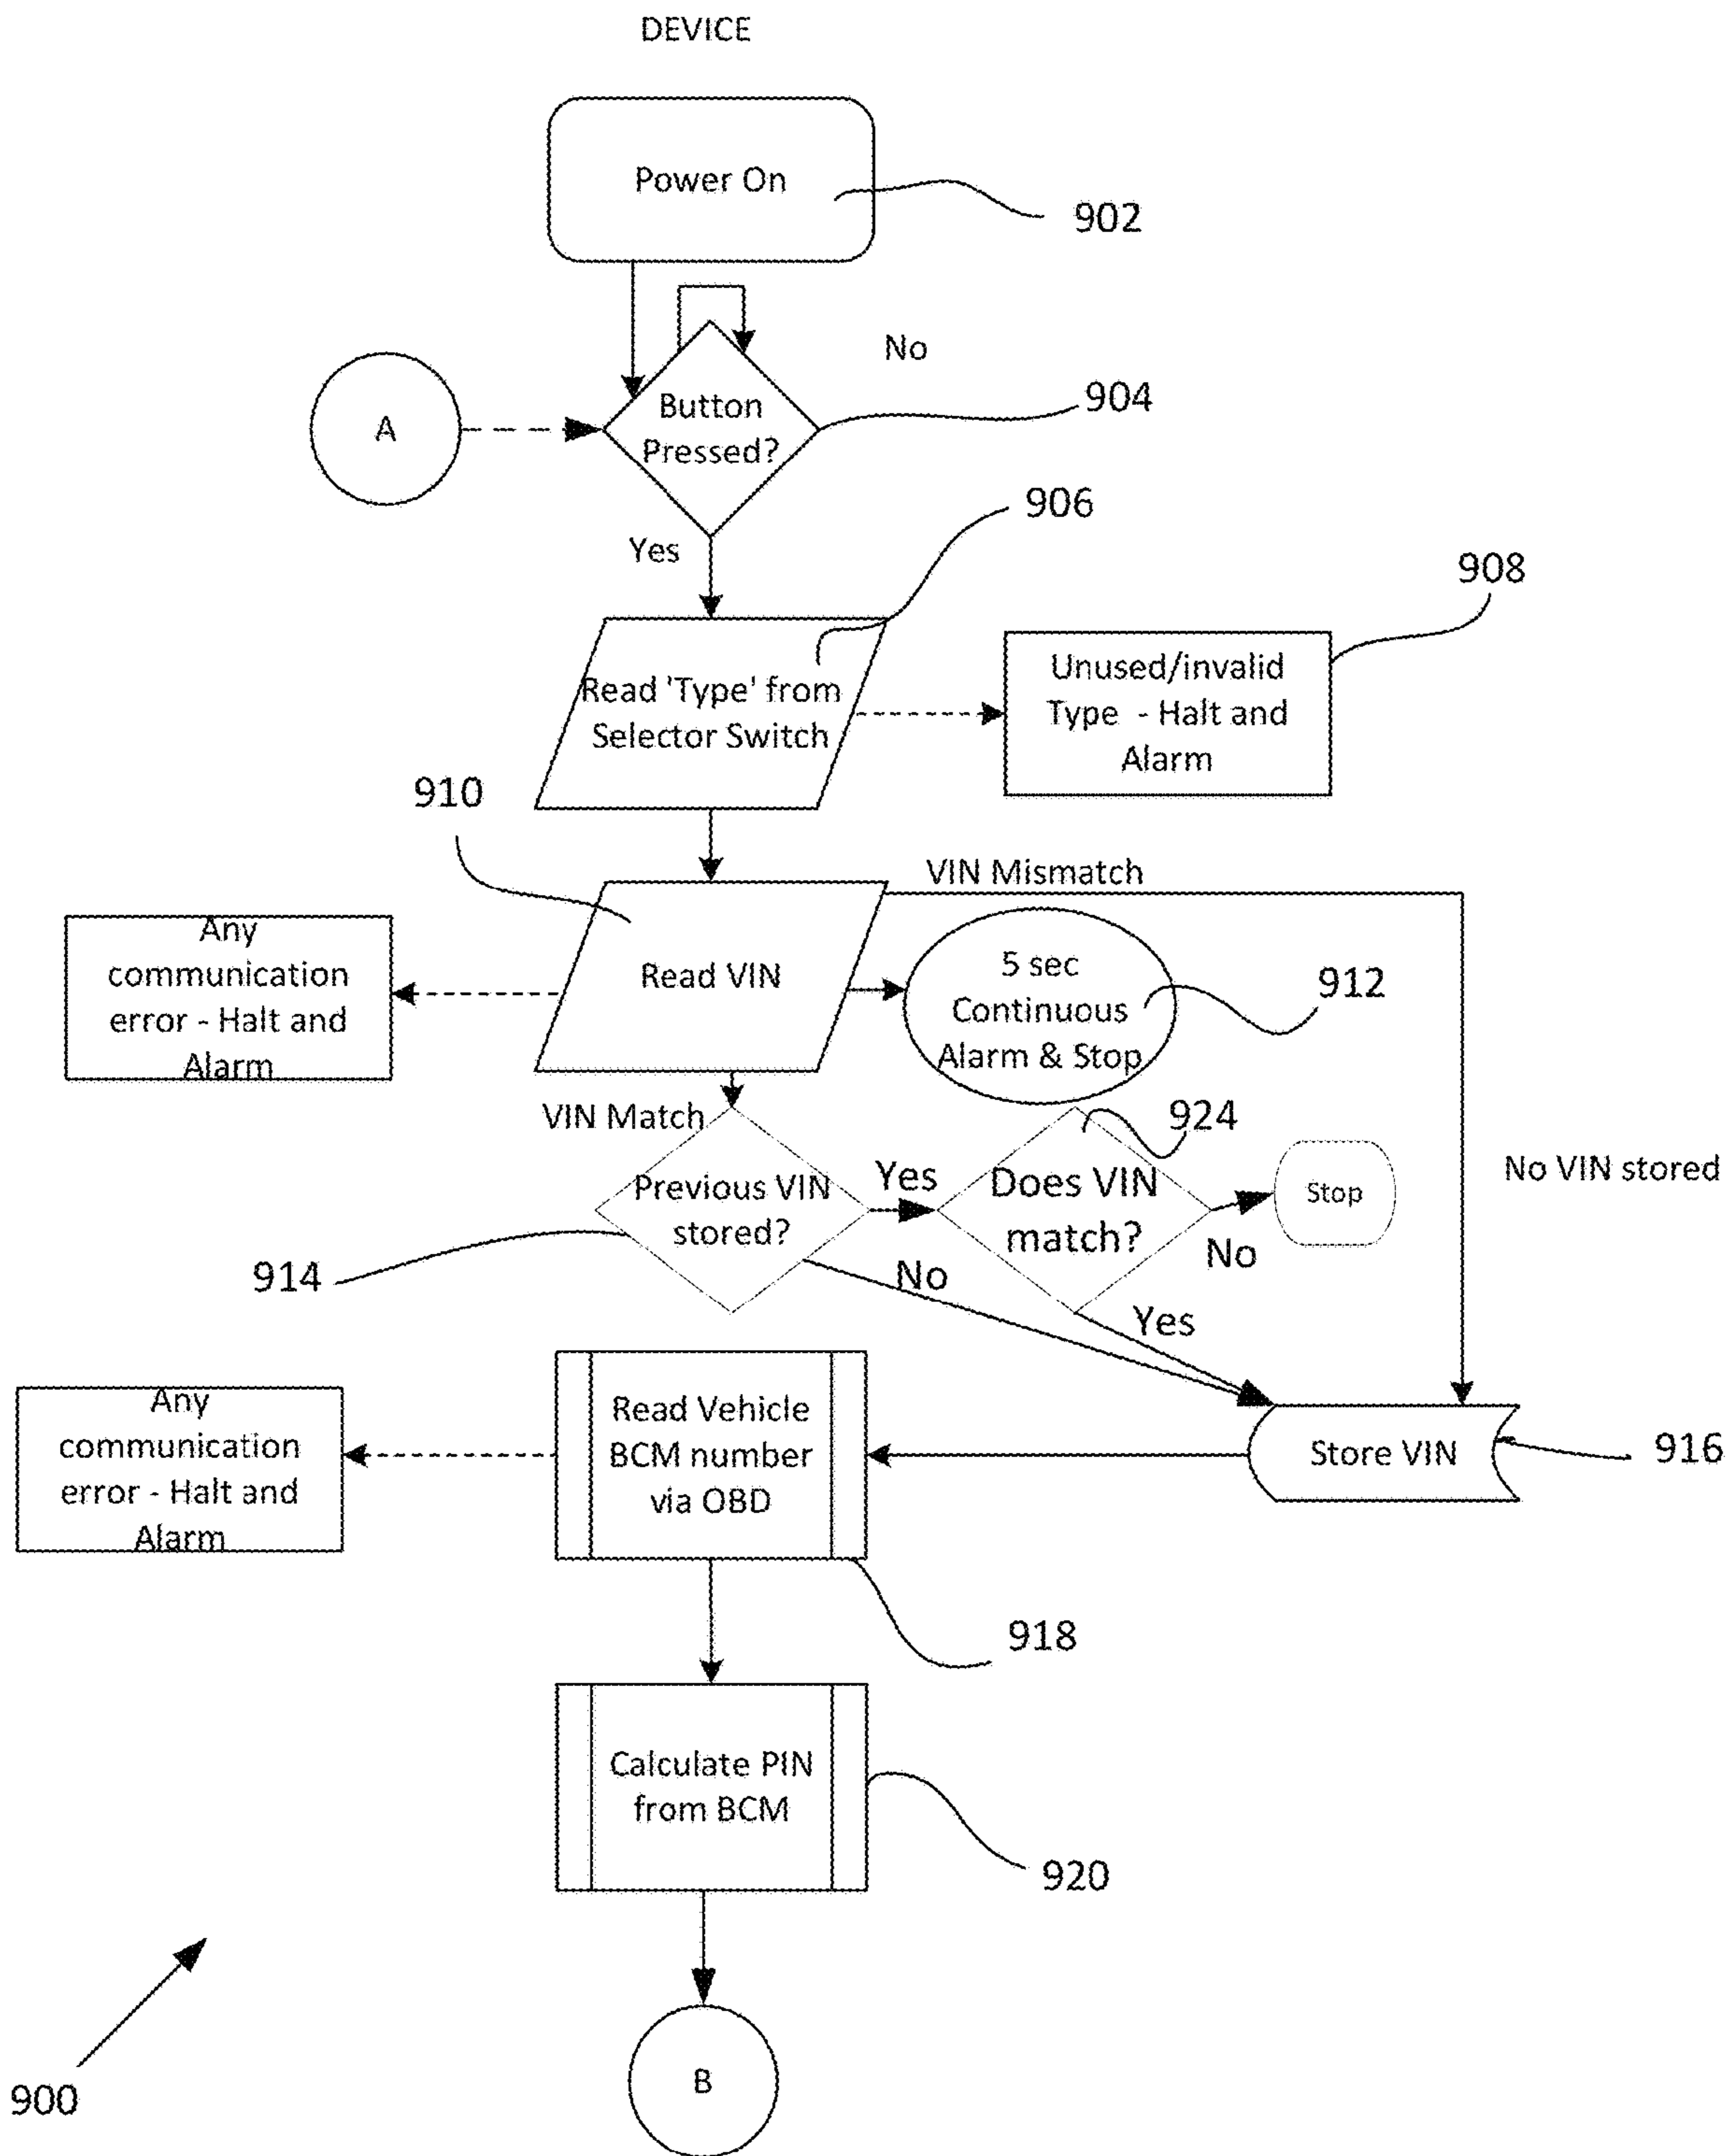 DEVICE
Power On
902
No
904
A
Button
Pressed?
906
Yes
908
Read 'Type' from
Selector Switch
Unused/invalid
Type - Halt and
Alarm
910
VIN Mismatch
Any
communication
error - Halt and
Alarm
Read VIN
5 sec
Continuous
Alarm & Stop
912
VIN Match
924
Previous VIN
stored?
Yes
Does VIN
match?
No
Stop
No VIN stored
914
No
Yes
Any
communication
error - Halt and
Alarm
Read Vehicle
BCM number
via OBD
Store VIN
916
918
Calculate PIN
from BCM
920
900
B